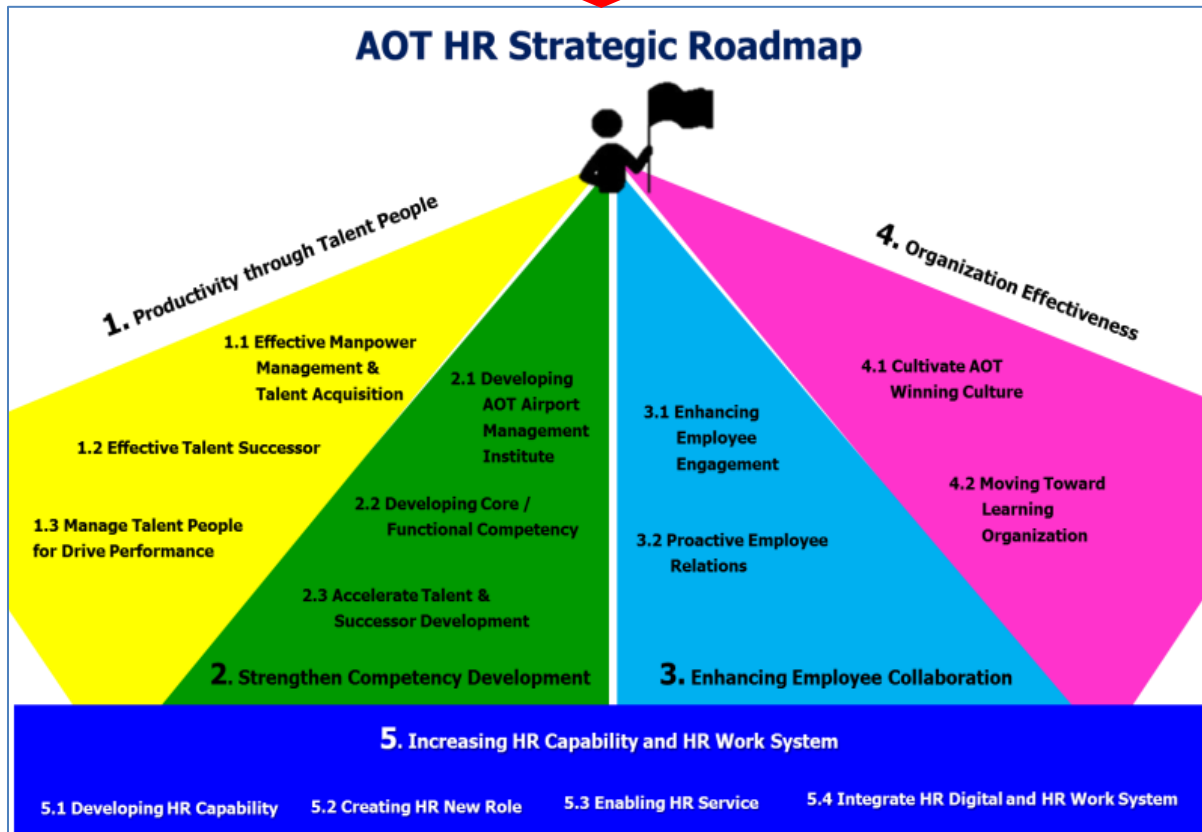 AOT HR Strategic Roadmap
1. Productivity through Talent People
1.1 Effective Manpower
Management &
Talent Acquisition
1.2 Effective Talent Successor
1.3 Manage Talent People
for Drive Performance
2.1 Developing
AOT Airport
Management
Institute
2.2 Developing Core /
Functional Competency
2.3 Accelerate Talent &
Successor Development
2. Strengthen Competency Development
3.1 Enhancing
Employee
Engagement
3.2 Proactive Employee
Relations
3. Enhancing Employee Collaboration
4. Organization Effectiveness
4.1 Cultivate AOT
Winning Culture
4.2 Moving Toward
Learning
Organization
5. Increasing HR Capability and HR Work System
5.1 Developing HR Capability
5.2 Creating HR New Role
5.3 Enabling HR Service
5.4 Integrate HR Digital and HR Work System